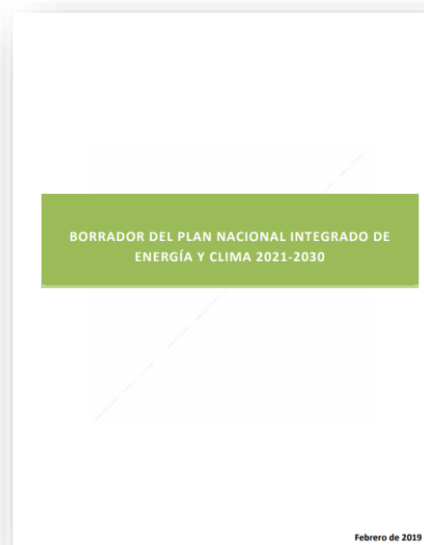 BORRADOR DEL PLAN NACIONAL INTEGRADO DE
ENERGÍA Y CLIMA 2021-2030
Febrero de 2019